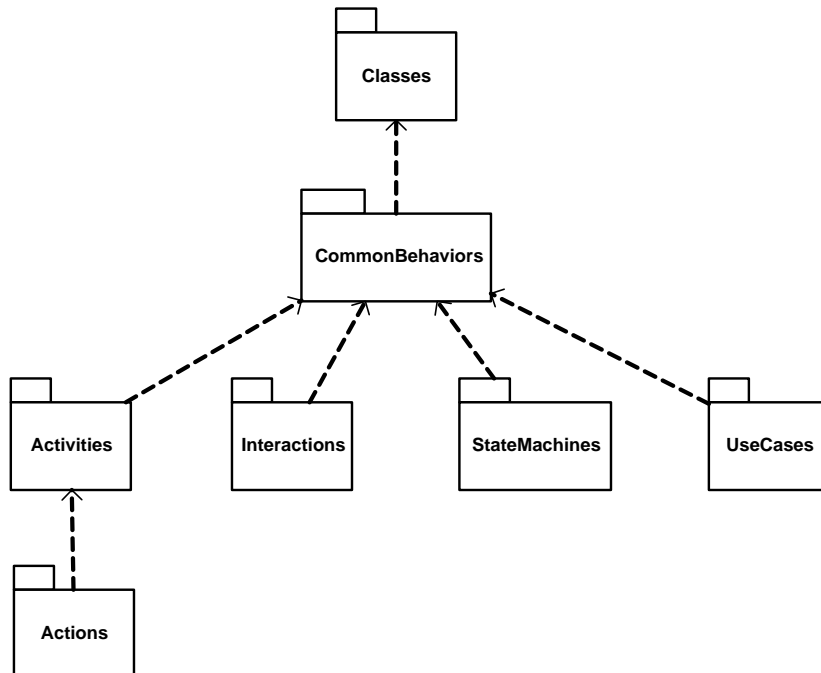 Classes
CommonBehaviors
Activities
Interactions
StateMachines
UseCases
Actions